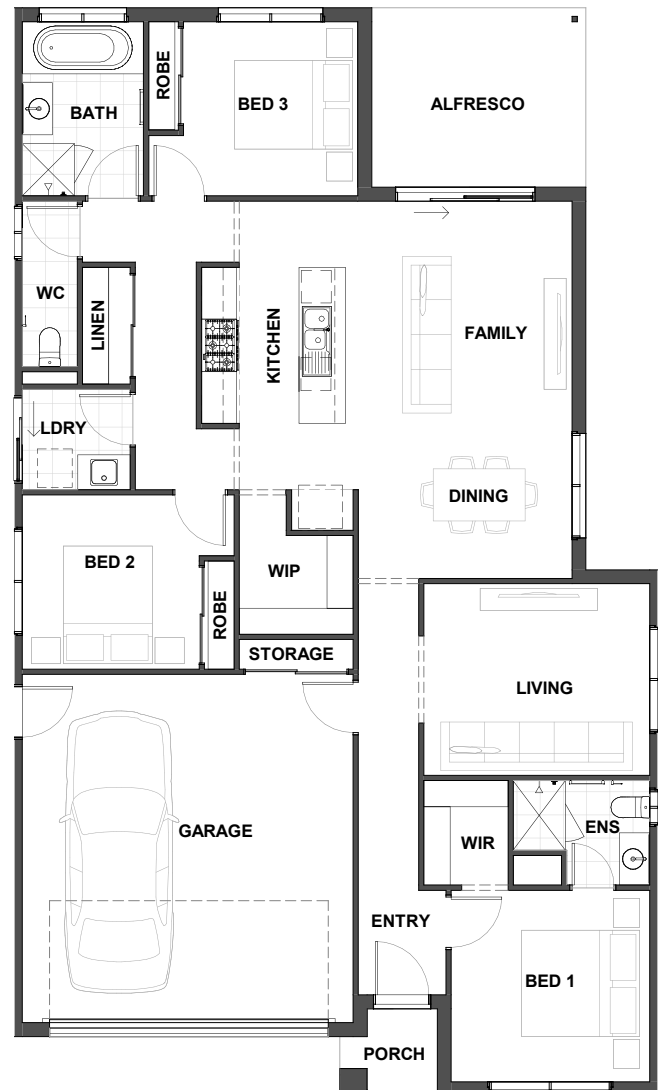 BATH
ROBE
BED 3
ALFRESCO
WC
LINEN
KITCHEN
FAMILY
LDRY
DINING
BED 2
WIP
ROBE
STORAGE
LIVING
GARAGE
ENS
WIR
ENTRY
BED 1
PORCH